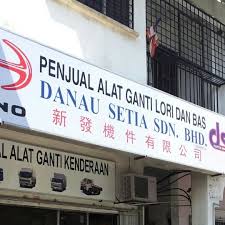 PENJUAL ALAT GANTI LORI DAN BAS
DANAU SETIA SDN. BHD.
新發機件有限公司
ALAT GANTI KENDERAAN